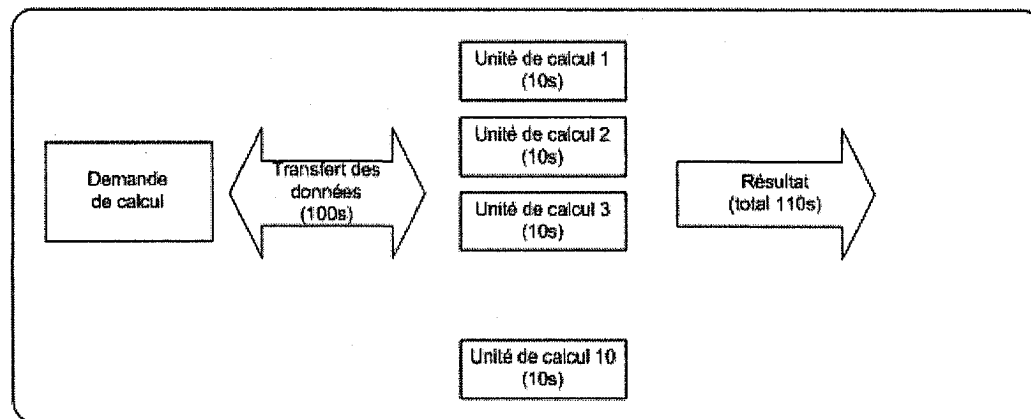 Demande
de calcul
Transfert des
données
(100s)
Unité de calcul 1
(10s)
Unité de calcul 2
(10s)
Unité de calcul 3
(10s)
Unité de calcul 10
(10s)
Résultat
(total 110s)